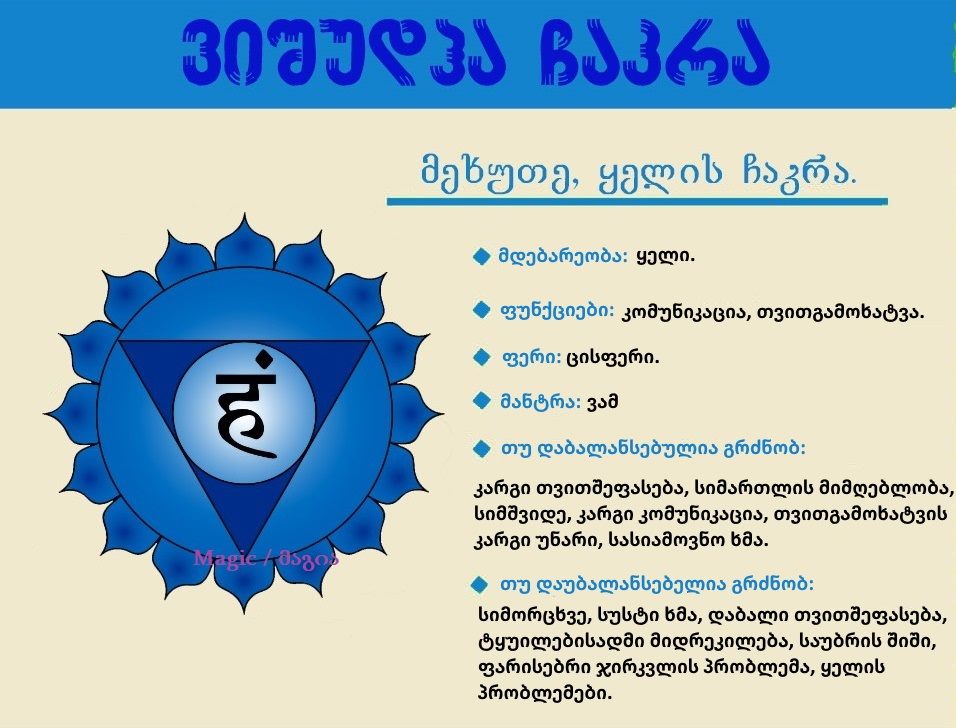 ვიშუდჰა ჩაკრა
მეხუთე, ყელის ჩაკრა.
მდებარეობა: ყელი.
ფუნქციები: კომუნიკაცია, თვითგამოხატვა.
ფერი: ცისფერი.
მანტრა: ვამ
თუ დაბალანსებულია გრძნობ:
კარგი თვითშეფასება, სიმართლის მიმღებლობა,
სიმშვიდე, კარგი კომუნიკაცია, თვითგამოხატვის
კარგი უნარი, სასიამოვნო ხმა.
თუ დაუბალანსებელია გრძნობ:
სიმორცხვე, სუსტი ხმა, დაბალი თვითშეფასება,
ტყუილებისადმი მიდრეკილება, საუბრის შიში,
ფარისებრი ჯირკვლის პრობლემა, ყელის
პრობლემები.
हं
Magic / მაგია